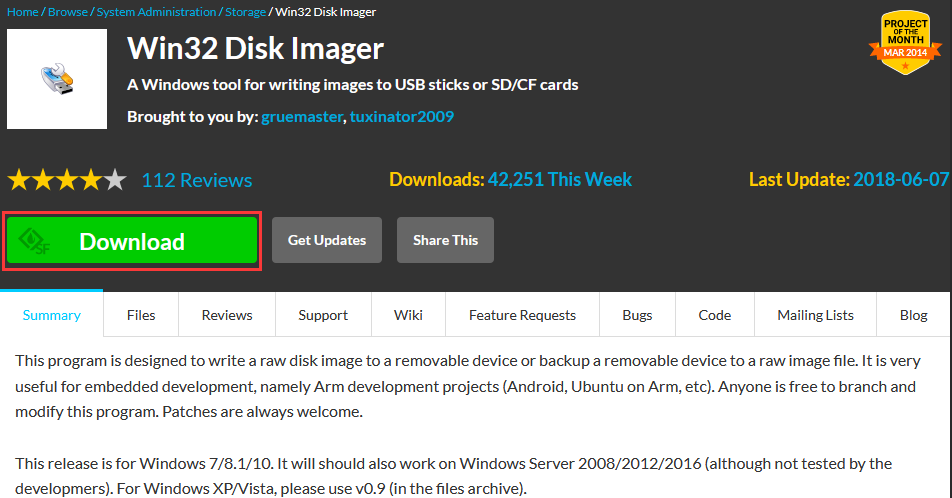 Home / Browse / System Administration / Storage / Win32 Disk Imager
Win32 Disk Imager
A Windows tool for writing images to USB sticks or SD/CF cards
Brought to you by: gruemaster, tuxinator2009
PROJECT
OF THE
MONTH
MAR 2014
112 Reviews
Downloads: 42,251 This Week
Last Update: 2018-06-07
SF
Download
Get Updates
Share This
Summary
Files
Reviews
Support
Wiki
Feature Requests
Bugs
Code
Mailing Lists
Blog
This program is designed to write a raw disk image to a removable device or backup a removable device to a raw image file. It is very
useful for embedded development, namely Arm development projects (Android, Ubuntu on Arm, etc). Anyone is free to branch and
modify this program. Patches are always welcome.
This release is for Windows 7/8.1/10. It will should also work on Windows Server 2008/2012/2016 (although not tested by the
developmers). For Windows XP/Vista, please use v0.9 (in the files archive).